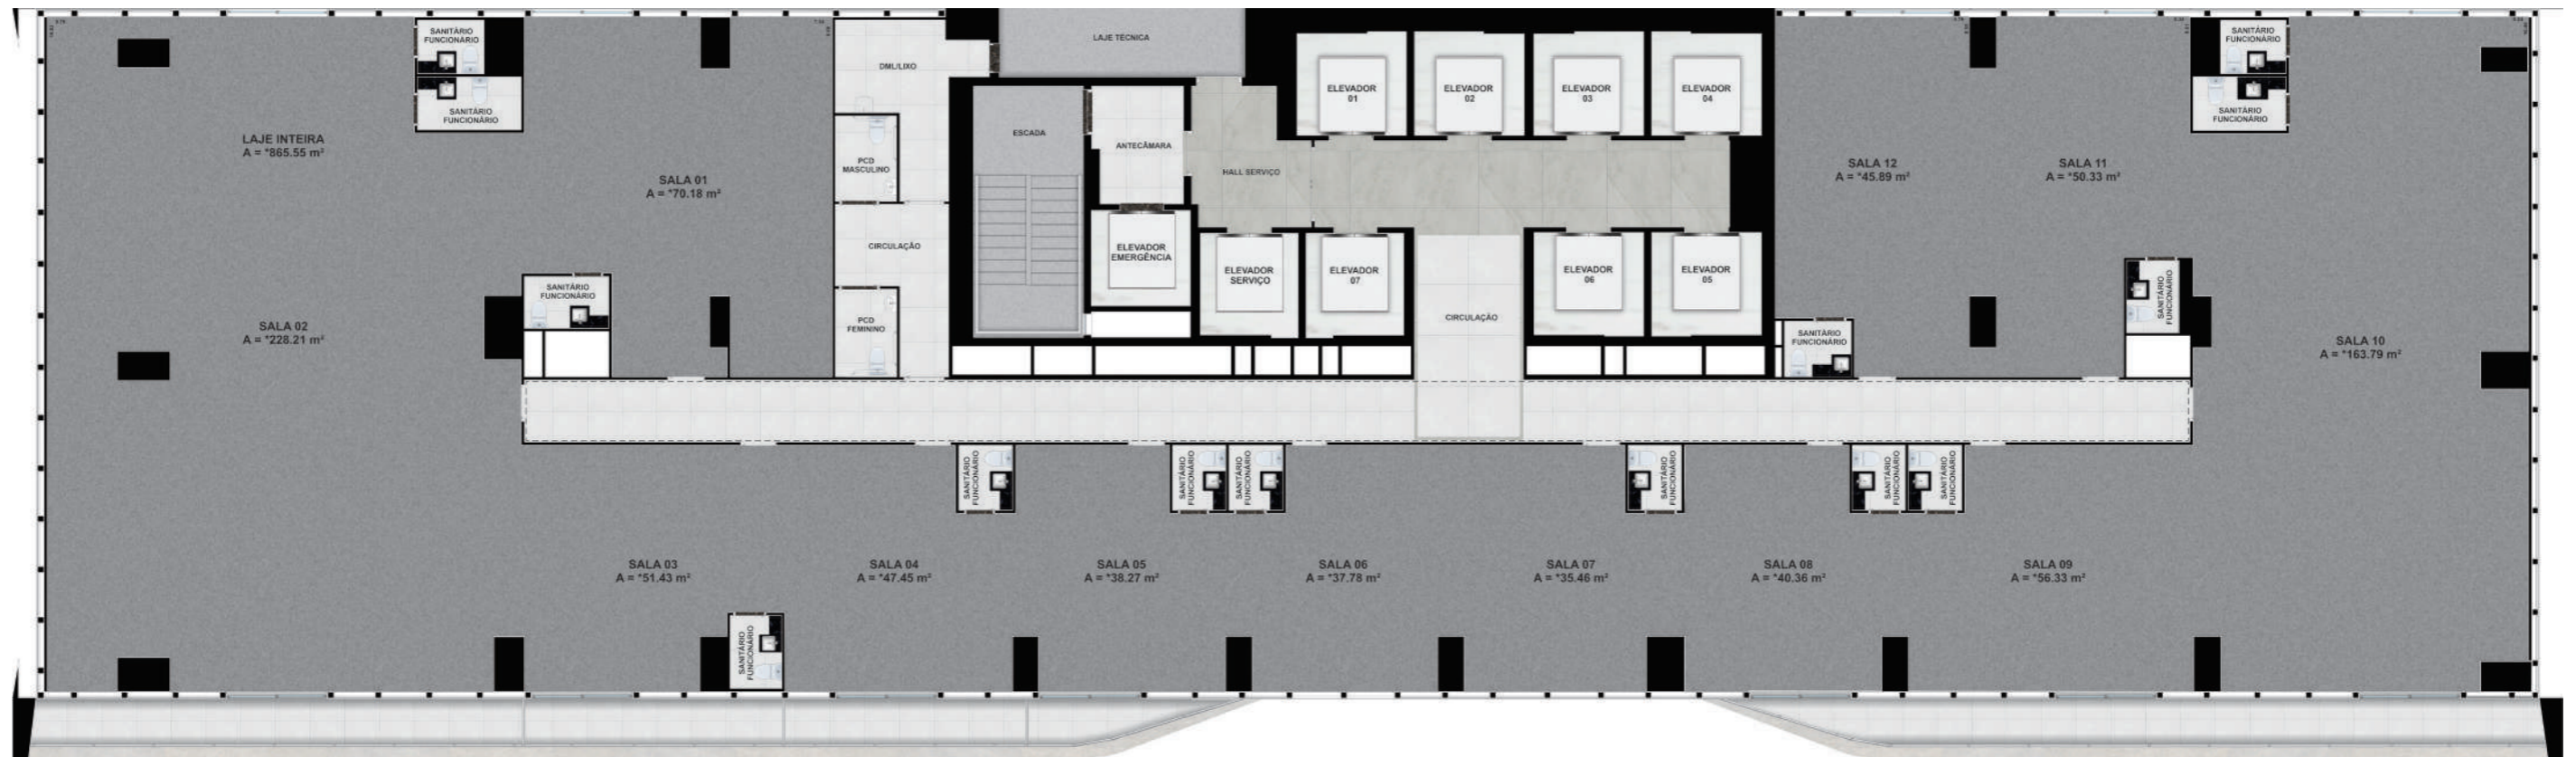 SANITÁRIO
FUNCIONÁRIO
SANITÁRIO
FUNCIONÁRIO
LAJE INTEIRA
A = *865.55 m²
SALA 01
A = *70.18 m²
DML/LIXO
LAJE TÉCNICA
ESCADA
ANTECÂMARA
PCD
MASCULINO
HALL SERVIÇO
CIRCULAÇÃO
ELEVADOR
EMERGÊNCIA
ELEVADOR
SERVIÇO
ELEVADOR
07
PCD
FEMININO
ELEVADOR
01
ELEVADOR
02
ELEVADOR
03
ELEVADOR
04
ELEVADOR
06
ELEVADOR
05
CIRCULAÇÃO
SALA 12
A = *45.89 m²
SALA 11
A = *50.33 m²
SANITÁRIO
FUNCIONÁRIO
SANITÁRIO
FUNCIONÁRIO
SANITÁRIO
FUNCIONÁRIO
SALA 02
A = *228.21 m²
SANITÁRIO
FUNCIONÁRIO
SANITÁRIO
FUNCIONÁRIO
SALA 10
A = *163.79 m²
SANITÁRIO
FUNCIONÁRIO
SANITÁRIO
FUNCIONÁRIO
SANITÁRIO
FUNCIONÁRIO
SANITÁRIO
FUNCIONÁRIO
SANITÁRIO
FUNCIONÁRIO
SANITÁRIO
FUNCIONÁRIO
SALA 03
A = *51.43 m²
SALA 04
A = *47.45 m²
SALA 05
A = *38.27 m²
SALA 06
A = *37.78 m²
SALA 07
A = *35.46 m²
SALA 08
A = *40.36 m²
SALA 09
A = *56.33 m²
SANITÁRIO
FUNCIONÁRIO